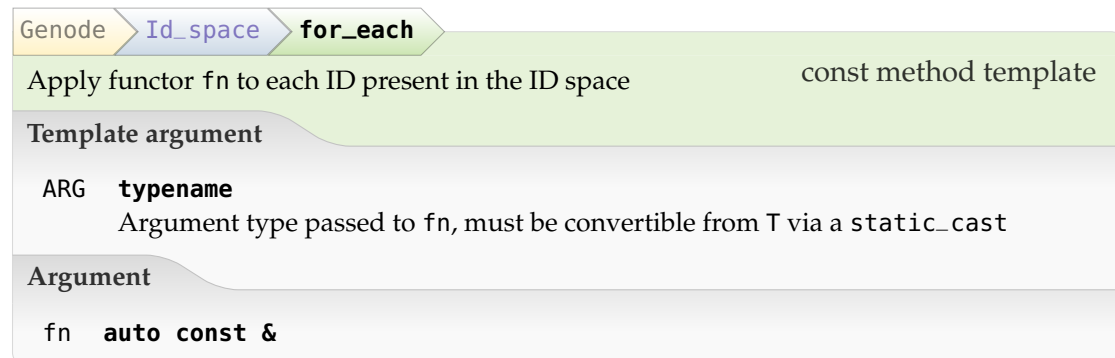 Genode Id_space for_each
Apply functor fn to each ID present in the ID space const method template
Template argument
ARG typename
Argument type passed to fn, must be convertible from T via a static_cast
Argument
fn auto const &